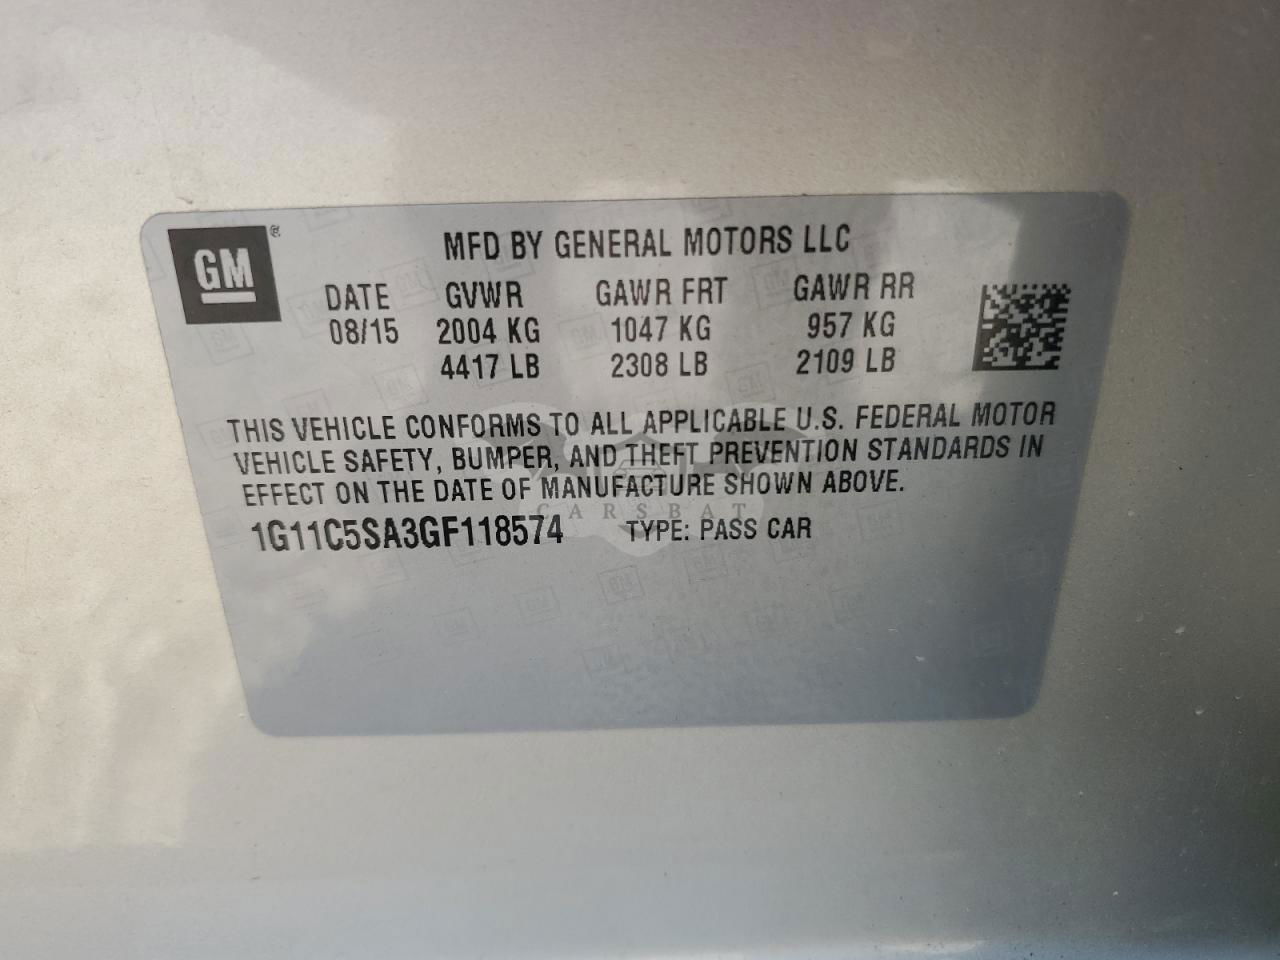 GM ®
MFD BY GENERAL MOTORS LLC
DATE GVWR GAWR FRT GAWR RR
08/15 2004 KG 1047 KG 957 KG
4417 LB 2308 LB 2109 LB
THIS VEHICLE CONFORMS TO ALL APPLICABLE U.S. FEDERAL MOTOR
VEHICLE SAFETY, BUMPER, AND THEFT PREVENTION STANDARDS IN
EFFECT ON THE DATE OF MANUFACTURE SHOWN ABOVE.
CARSBAT
1G11C5SA3GF118574 TYPE: PASS CAR